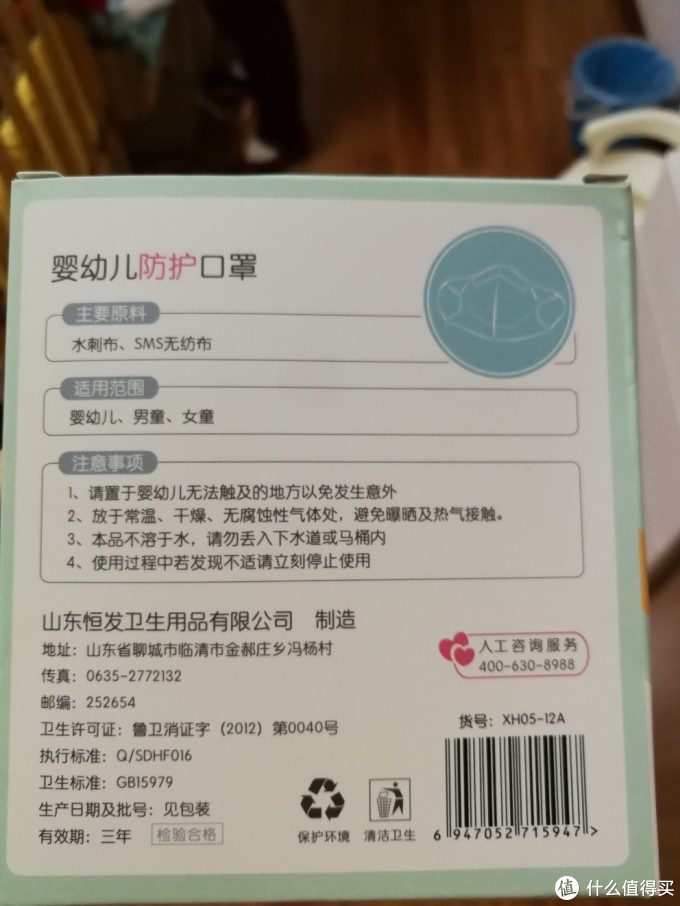 婴幼儿防护口罩
主要原料
水刺布、SMS无纺布
适用范围
婴幼儿、男童、女童
注意事项
1、请置于婴幼儿无法触及的地方以免发生意外
2、放于常温、干燥、无腐蚀性气体处，避免曝晒及热气接触。
3、本品不溶于水，请勿丢入下水道或马桶内
4、使用过程中若发现不适请立刻停止使用
山东恒发卫生用品有限公司 制造
地址：山东省聊城市临清市金郝庄乡冯杨村
传真：0635-2772132
邮编：252654
卫生许可证：鲁卫消证字（2012）第0040号
执行标准：Q/SDHF016
卫生标准：GB15979
生产日期及批号：见包装
有效期：三年 检验合格
人工咨询服务
400-630-8988
货号：XH05-12A
保护环境 清洁卫生
6 947052 715947 >
值 什么值得买